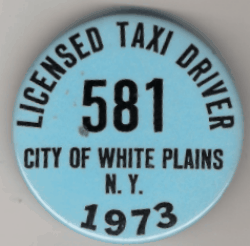 LICENSED TAXI DRIVER
581
CITY OF WHITE PLAINS
N. Y.
1973